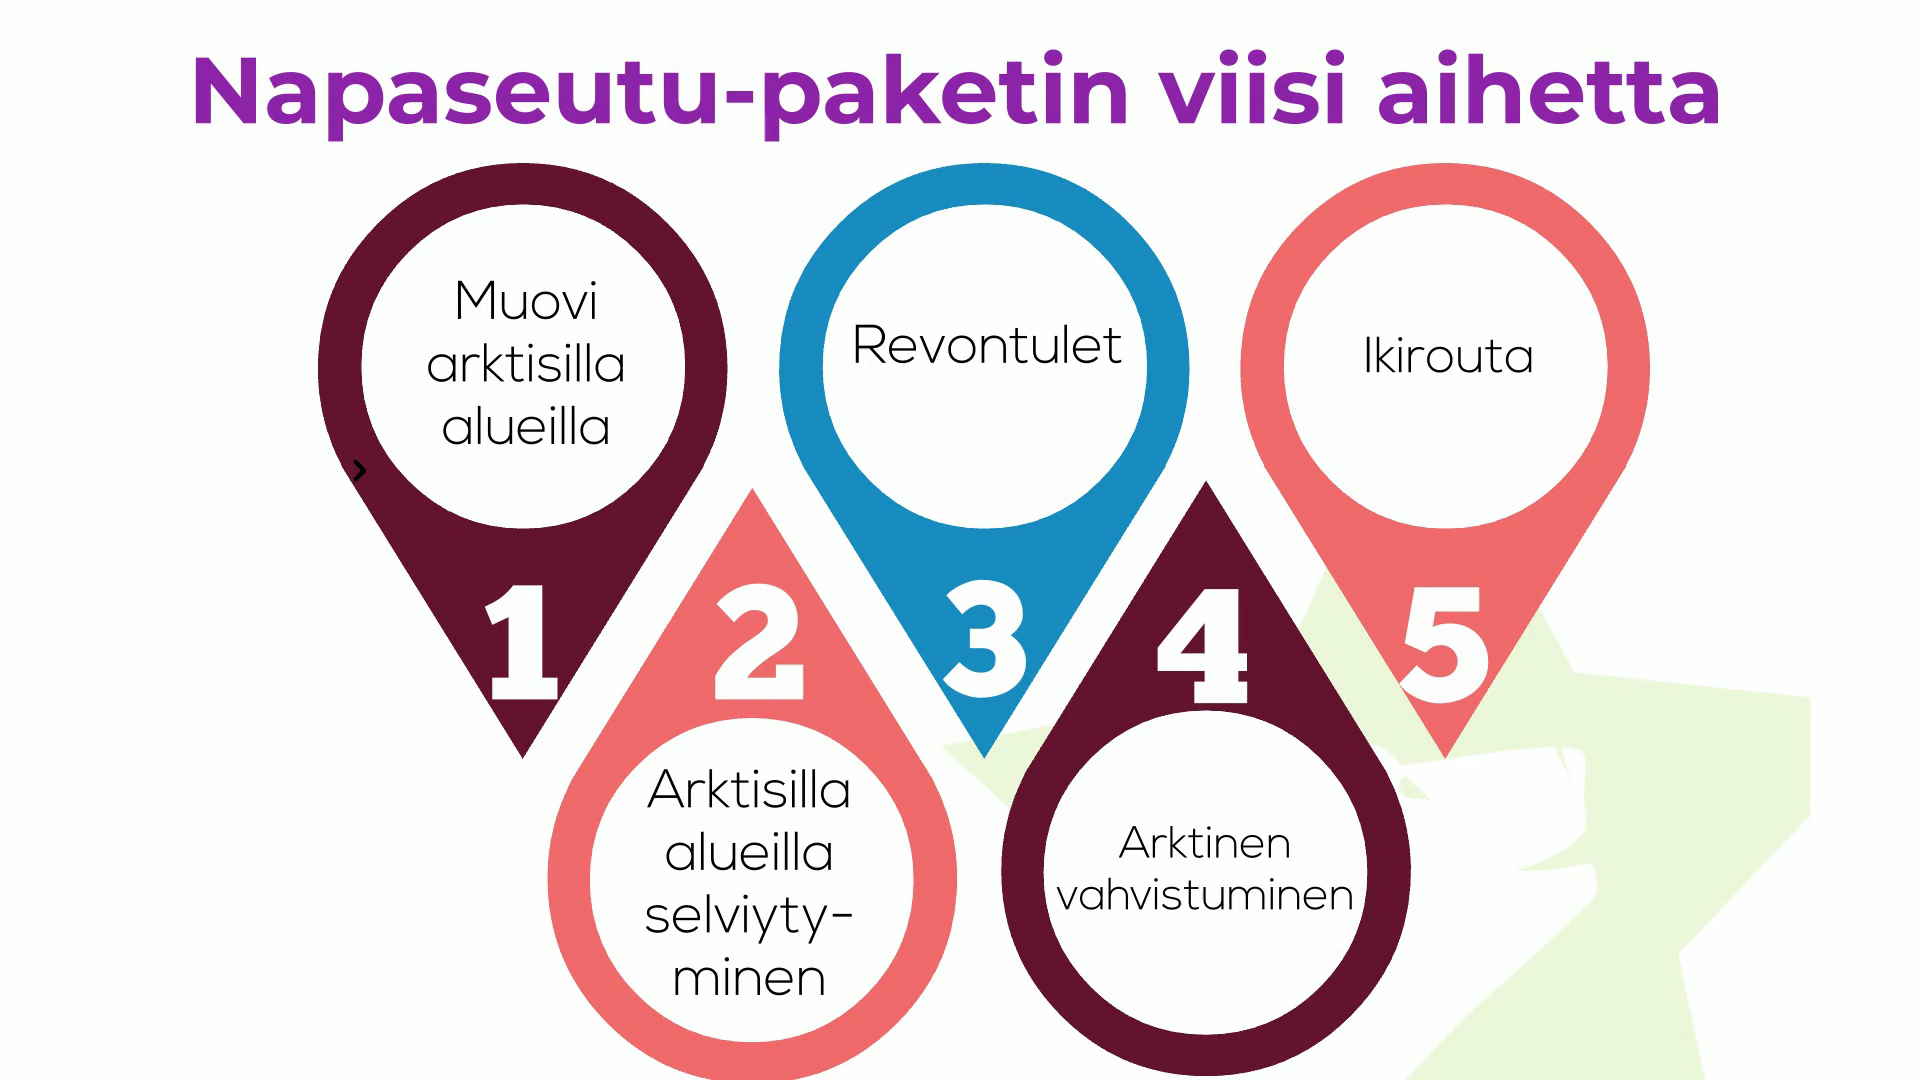 Napaseutu-paketin viisi aihetta
Muovi
arktisilla
alueilla
1
Arktisilla
alueilla
selviyty-
minen
2
Revontulet
3
Arktinen
vahvistuminen
4
Ikirouta
5